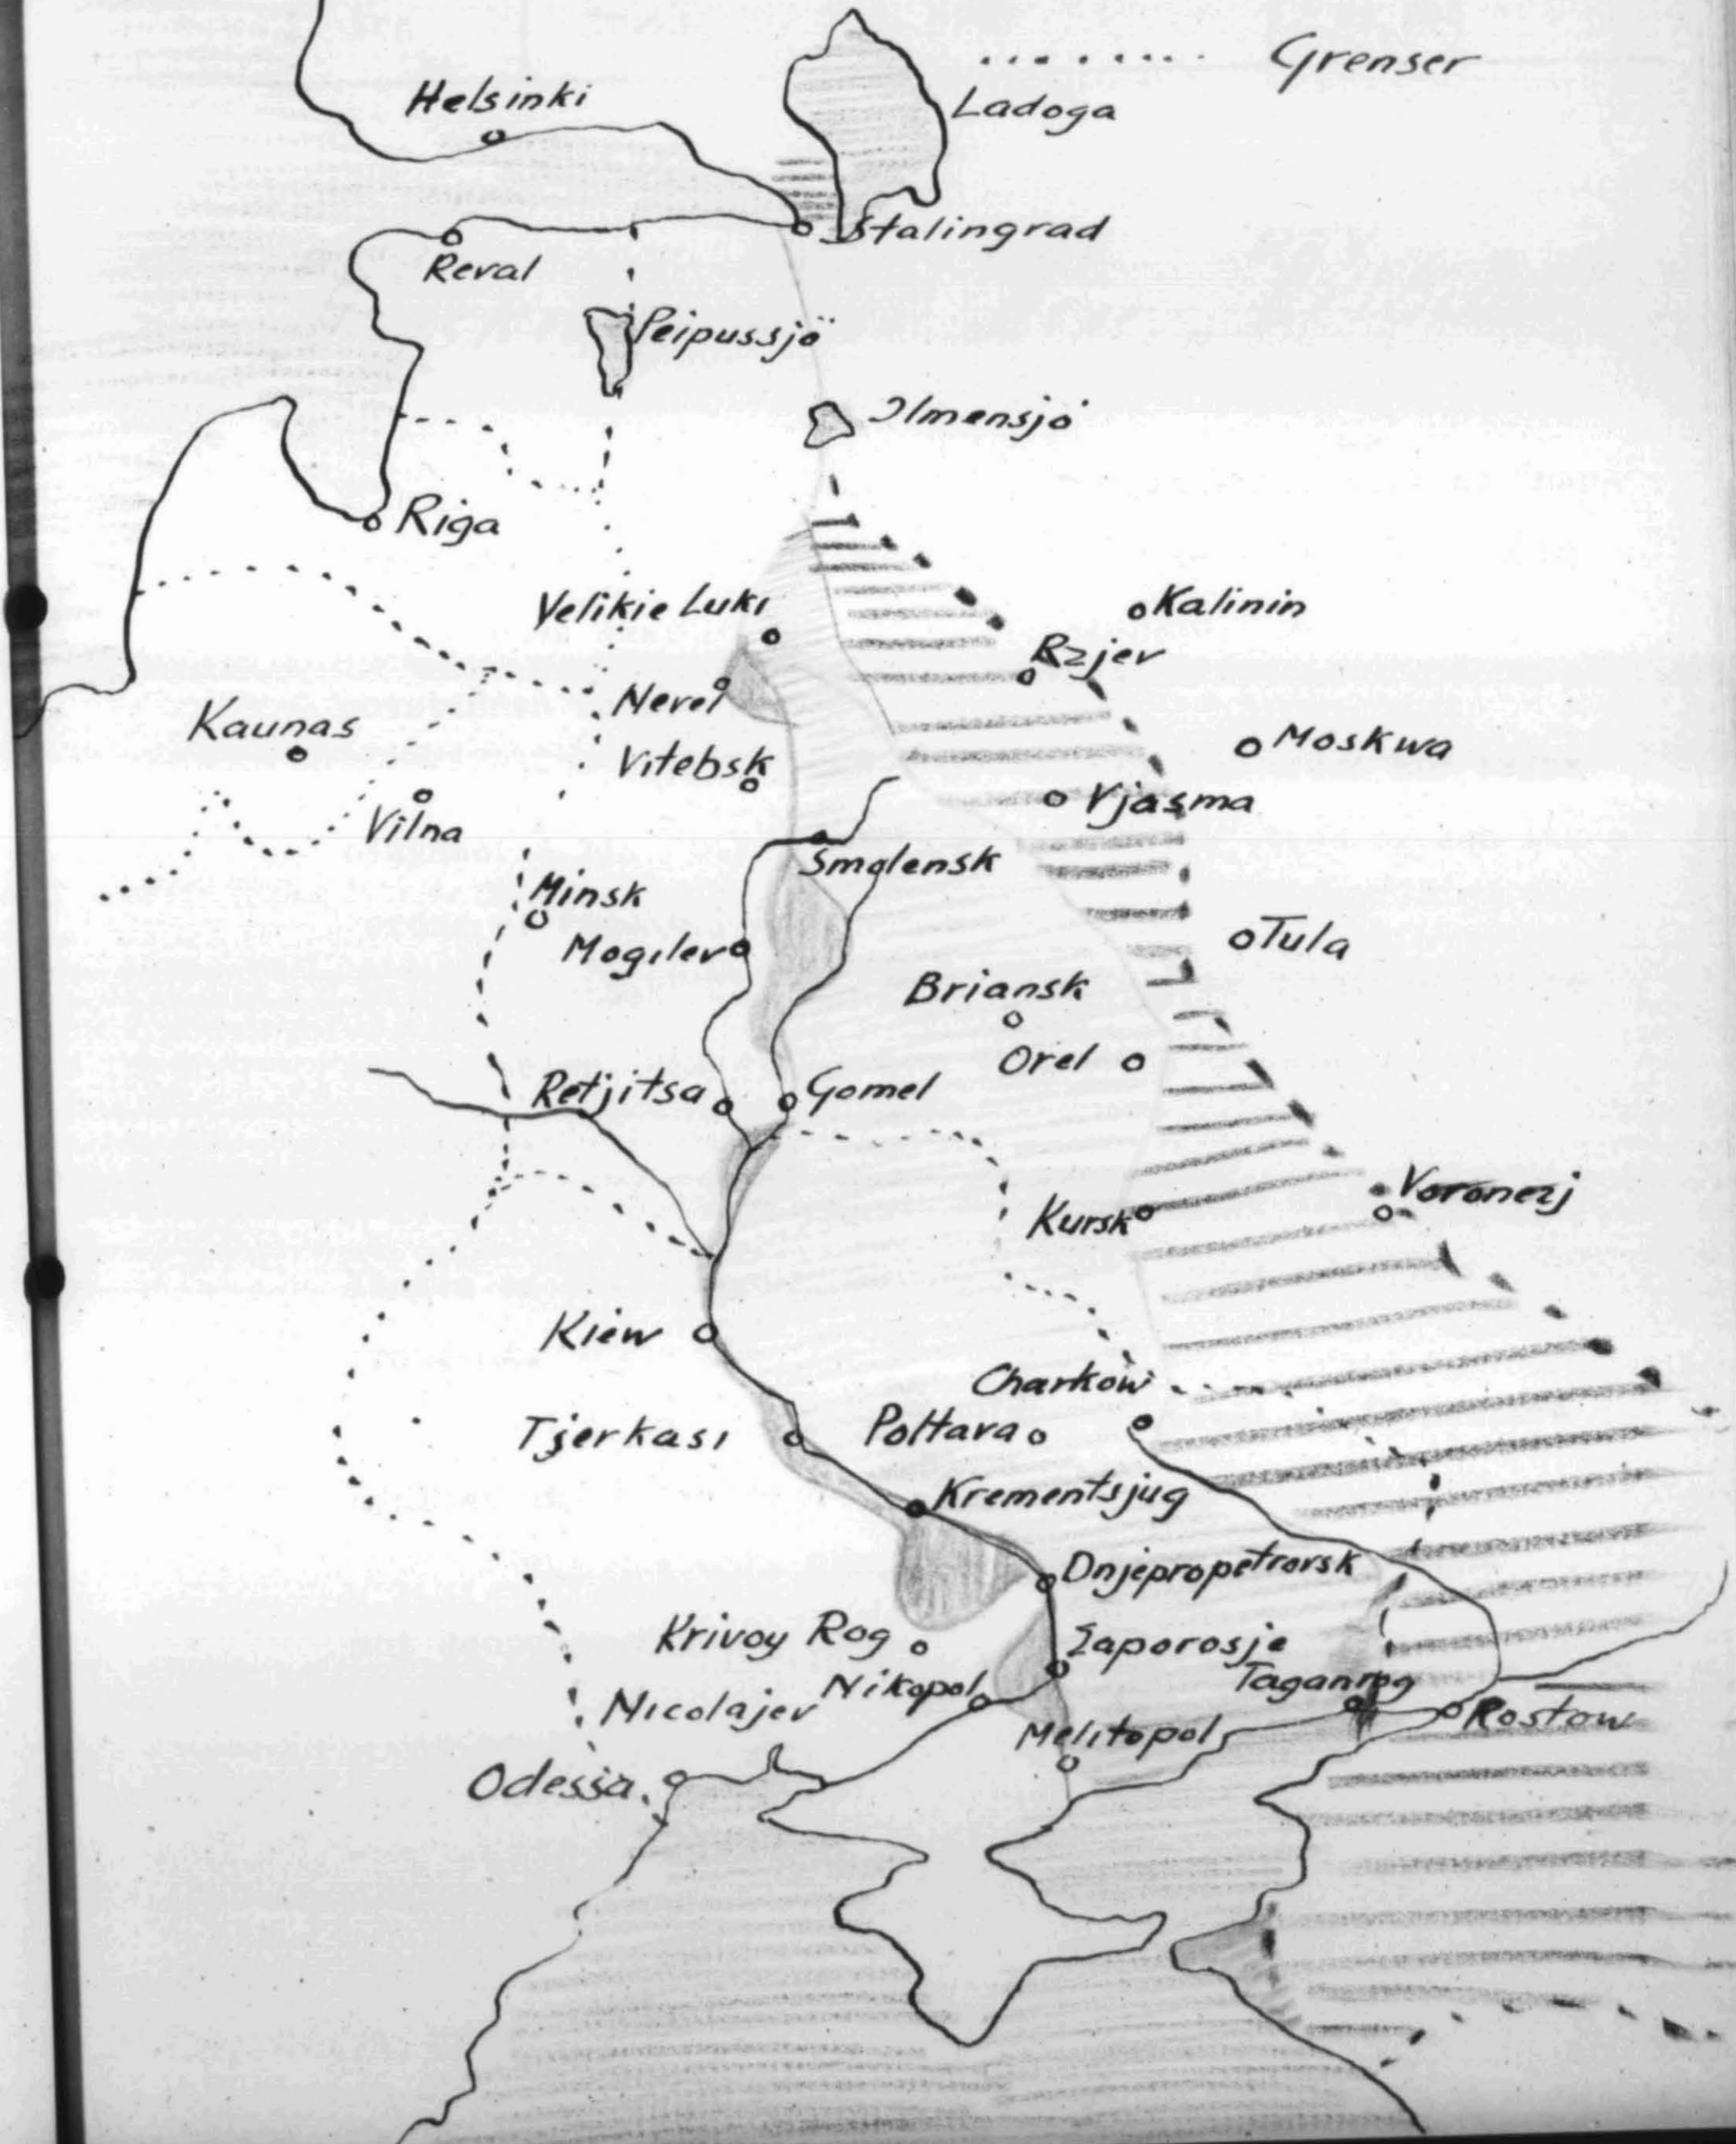 Grenser
Helsinki
Ladoga
Stalingrad
Reval
Peipussjö
Ilmensjö
Riga
Velikie Luki
Kalinin
Rzjev
Nevel
Kaunas
Moskwa
Vitebsk
Vjasma
Vilna
Smolensk
Minsk
Tula
Mogilev
Briansk
Orel
Retjitsa
Gomel
Voronezj
Kursk
Kiew
Charkow
Tjerkasi
Poltava
Krementsjug
Dnjepropetrovsk
Krivoy Rog
Zaporosje
Taganrog
Nikopol
Nicolajev
Rostow
Melitopol
Odessa